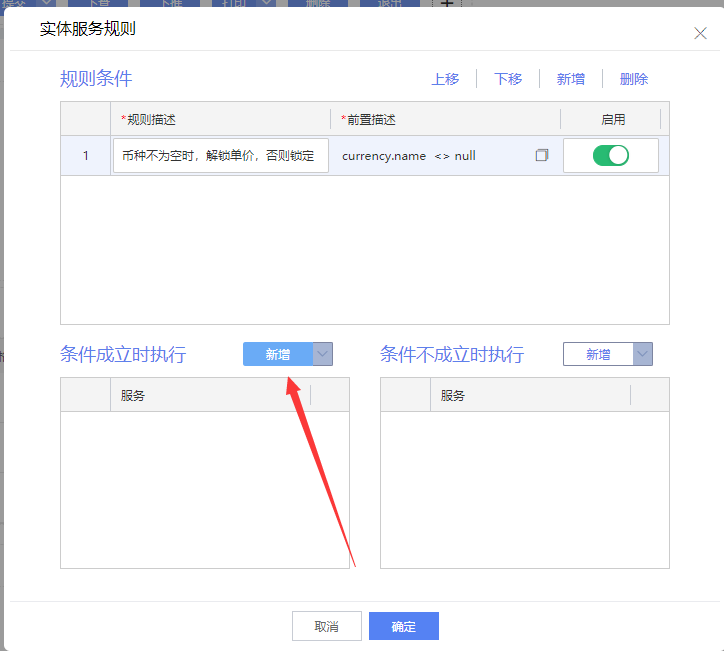 实体服务规则
规则条件
上移 下移 新增 删除
*规则描述 *前置描述 启用
1 币种不为空时，解锁单价，否则锁定 currency.name <> null
条件成立时执行 新增 条件不成立时执行 新增
服务 服务
取消 确定